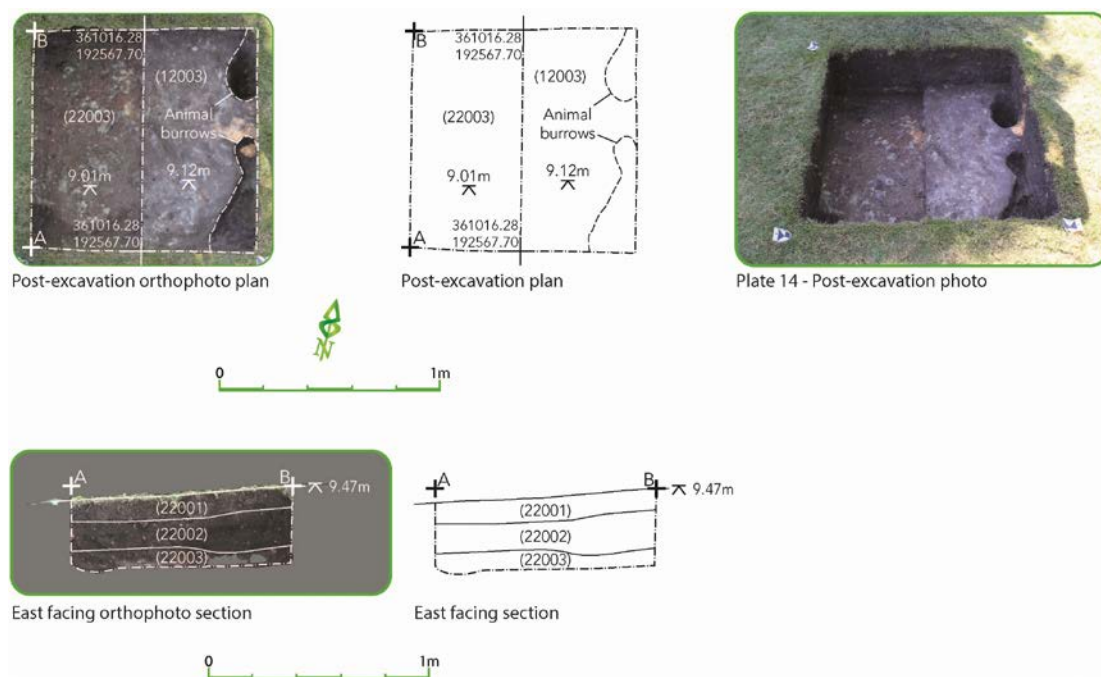 B
361016.28
192567.70
(12003)
(22003)
Animal
burrows
9.01m
9.12m
361016.28
192567.70
A
Post-excavation orthophoto plan
B
361016.28
192567.70
(12003)
(22003)
Animal
burrows
9.01m
9.12m
361016.28
192567.70
A
Post-excavation plan
Plate 14 - Post-excavation photo
N
0 1m
A B 9.47m
(22001)
(22002)
(22003)
East facing orthophoto section
A B 9.47m
(22001)
(22002)
(22003)
East facing section
0 1m